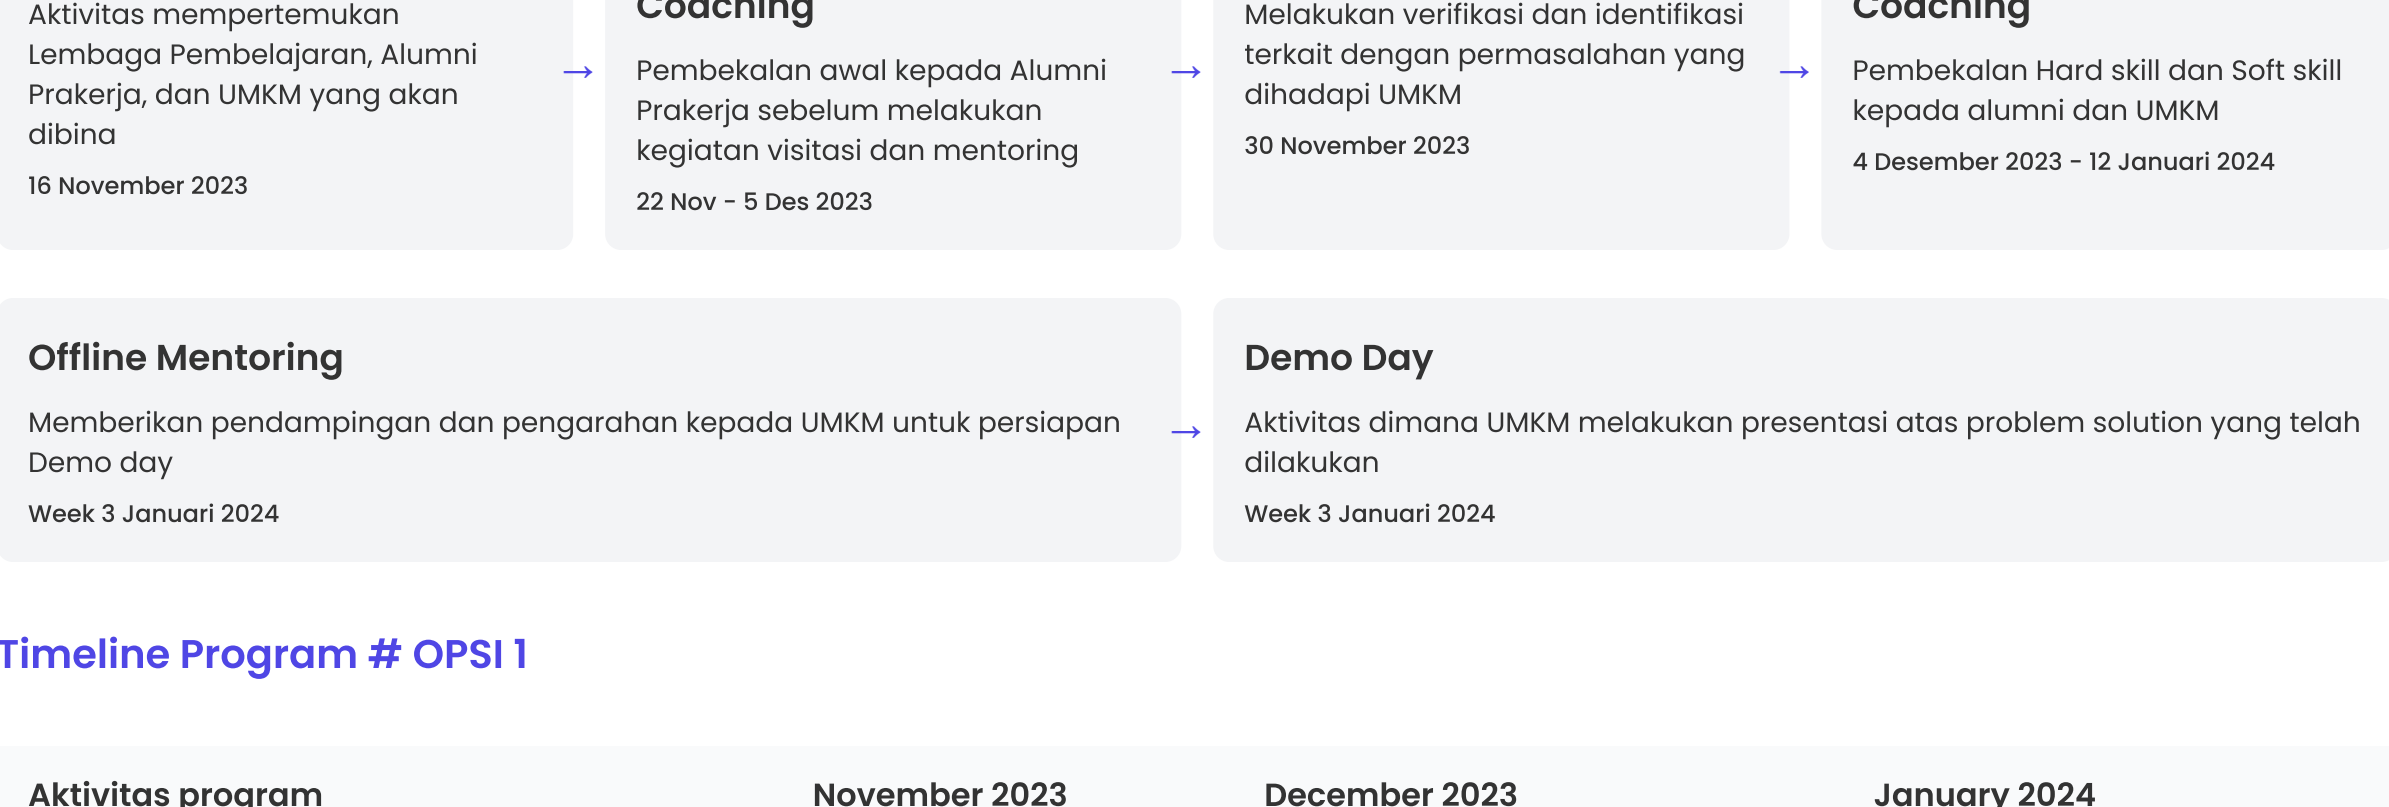 Aktivitas mempertemukan
Lembaga Pembelajaran, Alumni
Prakerja, dan UMKM yang akan
dibina
16 November 2023
→
Coaching
Pembekalan awal kepada Alumni
Prakerja sebelum melakukan
kegiatan visitasi dan mentoring
22 Nov - 5 Des 2023
→
Melakukan verifikasi dan identifikasi
terkait dengan permasalahan yang
dihadapi UMKM
30 November 2023
→
Coaching
Pembekalan Hard skill dan Soft skill
kepada alumni dan UMKM
4 Desember 2023 - 12 Januari 2024
Offline Mentoring
Memberikan pendampingan dan pengarahan kepada UMKM untuk persiapan
Demo day
Week 3 Januari 2024
→
Demo Day
Aktivitas dimana UMKM melakukan presentasi atas problem solution yang telah
dilakukan
Week 3 Januari 2024
Timeline Program # OPSI 1
Aktivitas program
November 2023
December 2023
January 2024